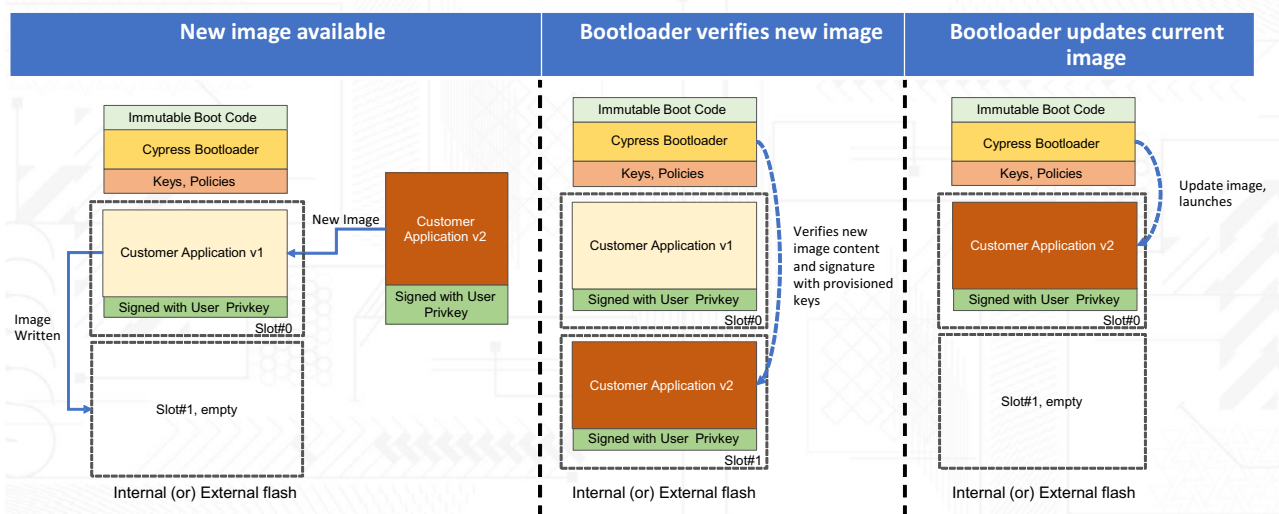 New image available
Bootloader verifies new image
Bootloader updates current
image
Immutable Boot Code
Cypress Bootloader
Keys, Policies
Customer Application v1
Signed with User Privkey
Slot#0
New Image
Customer
Application v2
Signed with User
Privkey
Image
Written
Slot#1, empty
Internal (or) External flash
Immutable Boot Code
Cypress Bootloader
Keys, Policies
Customer Application v1
Signed with User Privkey
Slot#0
Verifies new
image content
and signature
with provisioned
keys
Customer Application v2
Signed with User Privkey
Slot#1
Internal (or) External flash
Immutable Boot Code
Cypress Bootloader
Keys, Policies
Update image,
launches
Customer Application v2
Signed with User Privkey
Slot#0
Slot#1, empty
Internal (or) External flash